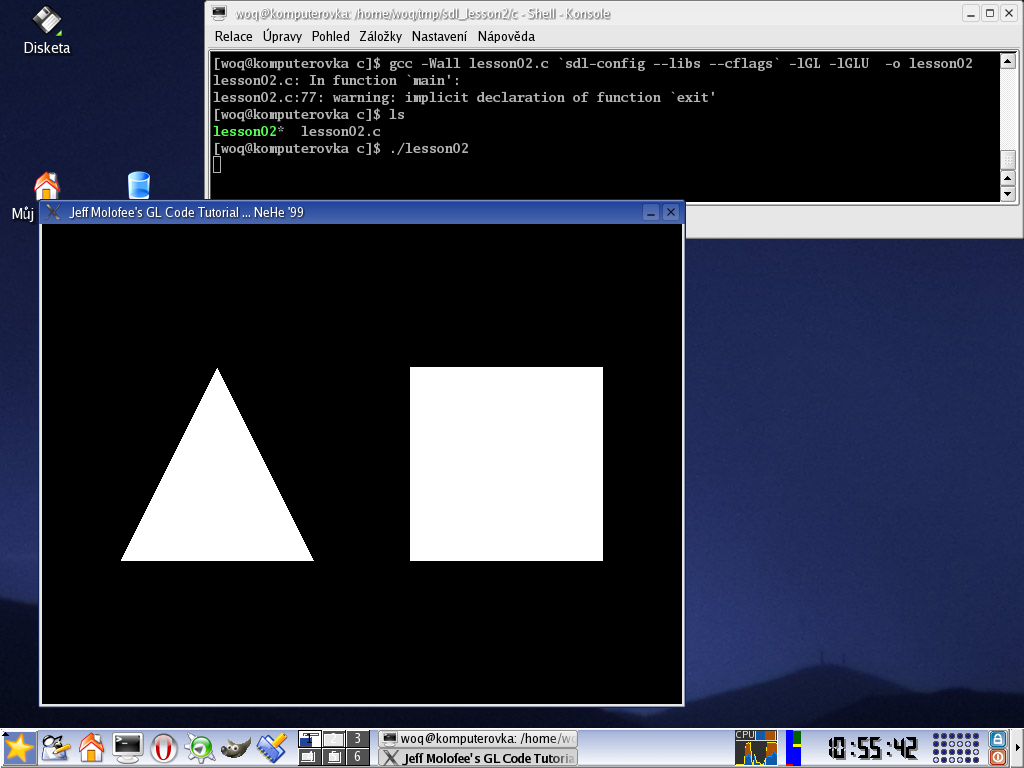 Disketa
woq@komputerovka: /home/woq/tmp/sdl_lesson2/c - Shell - Konsole
Relace Úpravy Pohled Záložky Nastavení Nápověda
[woq@komputerovka c]$ gcc -Wall lesson02.c `sdl-config --libs --cflags` -lGL -lGLU  -o lesson02
lesson02.c: In function `main':
lesson02.c:77: warning: implicit declaration of function `exit'
[woq@komputerovka c]$ ls
lesson02*  lesson02.c
[woq@komputerovka c]$ ./lesson02
Můj
Jeff Molofee's GL Code Tutorial ... NeHe '99
3
6
woq@komputerovka: /home/wo
Jeff Molofee's GL Code Tutoria
CPU
10:55:42